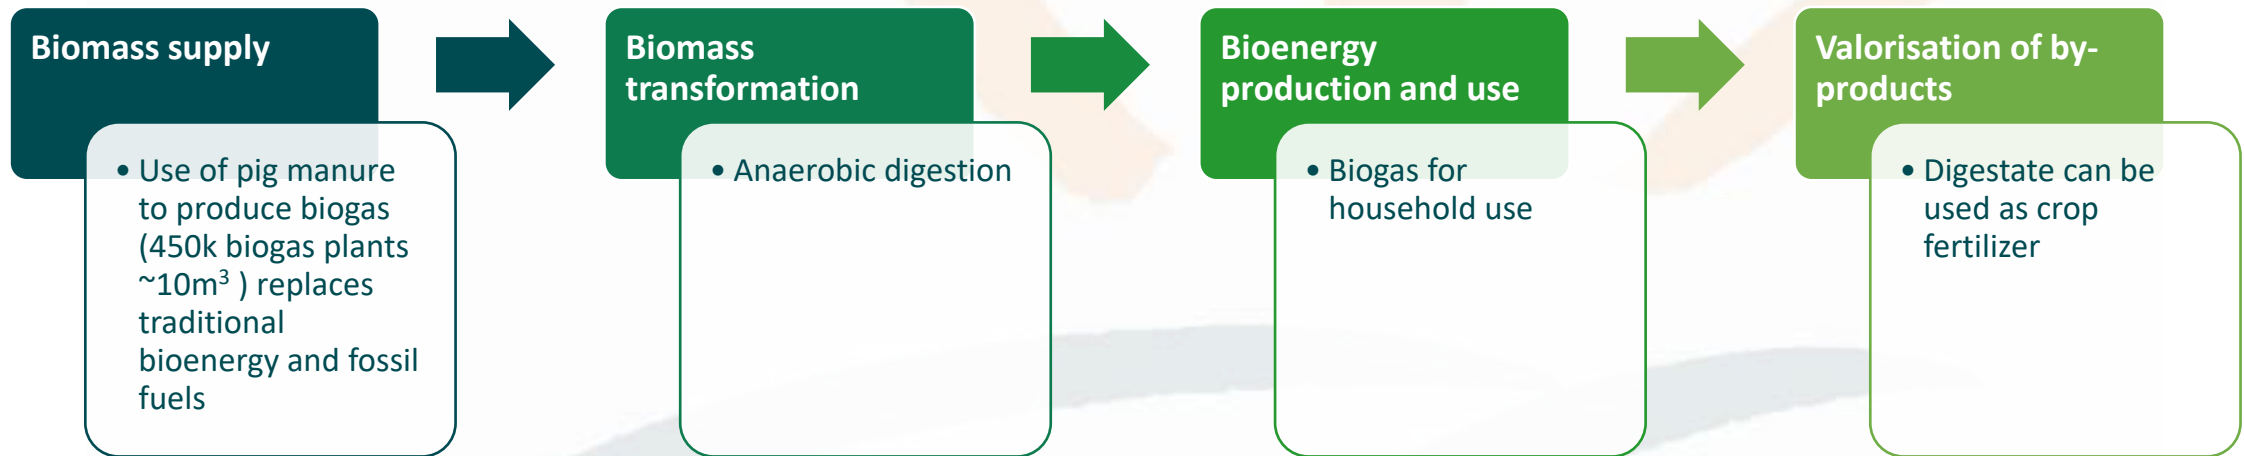 Biomass supply
• Use of pig manure
to produce biogas
(450k biogas plants
~10m³ ) replaces
traditional
bioenergy and fossil
fuels
Biomass
transformation
• Anaerobic digestion
Bioenergy
production and use
• Biogas for
household use
Valorisation of by-
products
• Digestate can be
used as crop
fertilizer